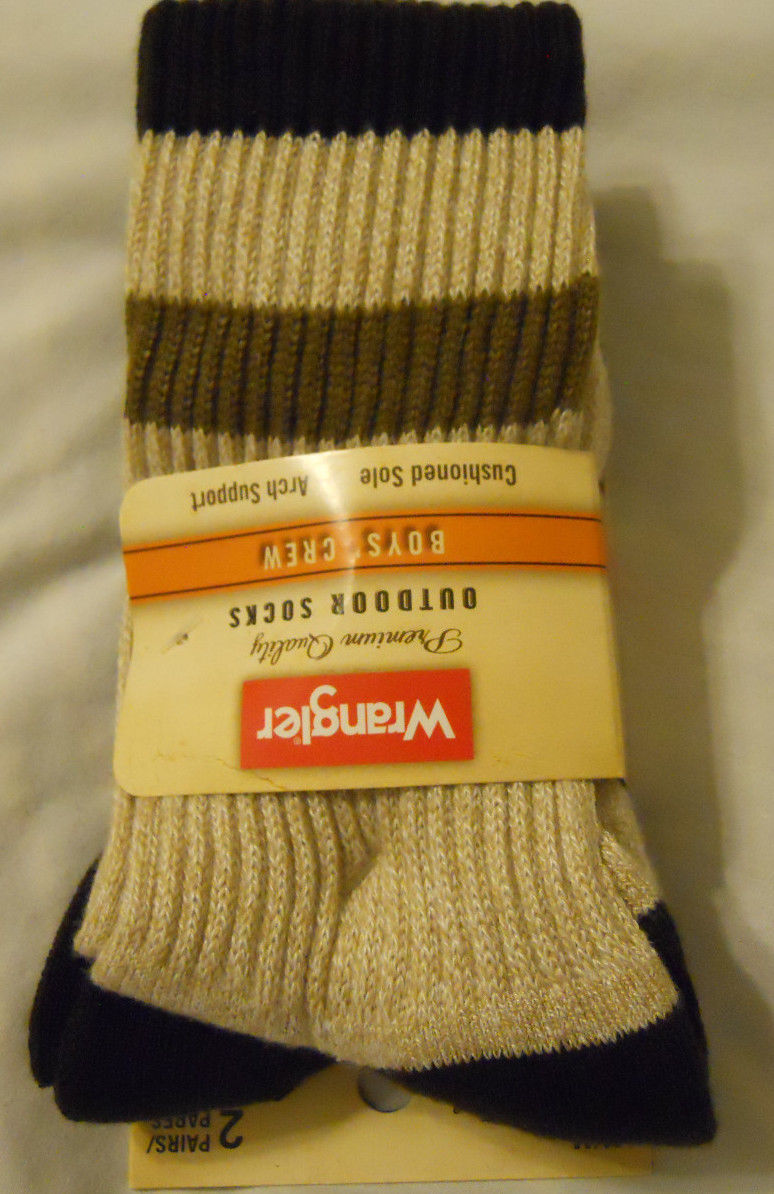 2 PAIRS/
PARES
Wrangler®
Premium Quality
OUTDOOR SOCKS
BOYS' CREW
Cushioned Sole Arch Support